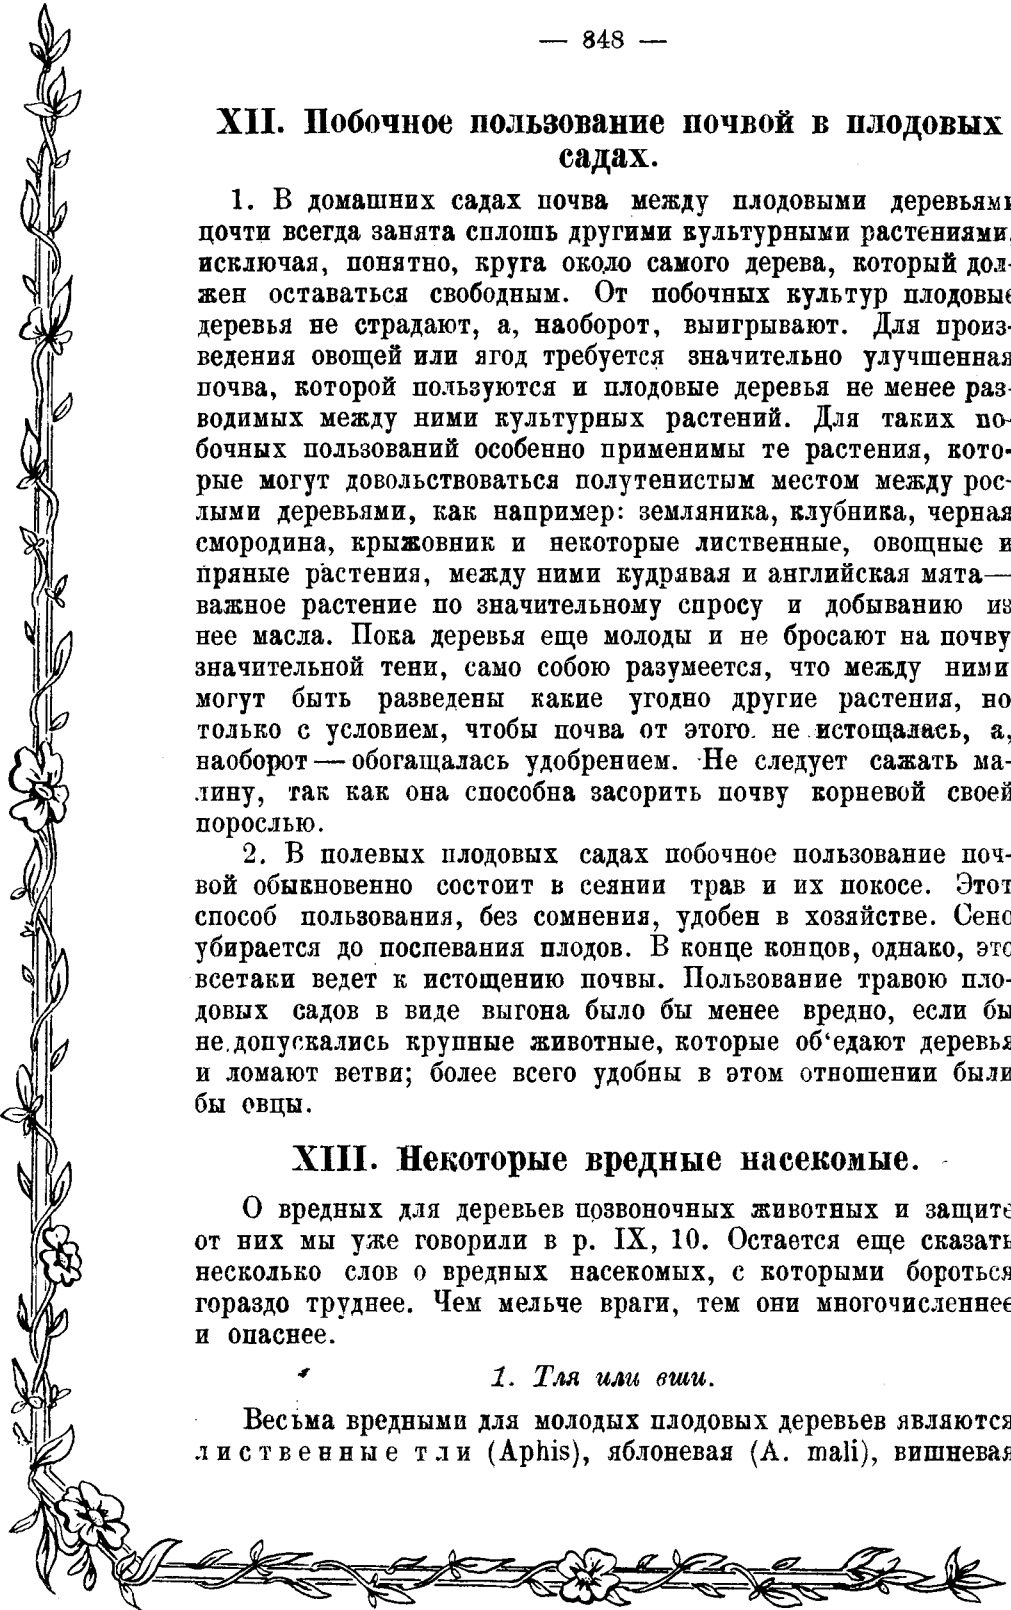 — 848 —
XII. Побочное пользование почвой в плодовых
садах.
1. В домашних садах почва между плодовыми деревьями
почти всегда занята сплошь другими культурными растениями,
исключая, понятно, круга около самого дерева, который дол-
жен оставаться свободным. От побочных культур плодовые
деревья не страдают, а, наоборот, выигрывают. Для произ-
ведения овощей или ягод требуется значительно улучшенная
почва, которой пользуются и плодовые деревья не менее раз-
водимых между ними культурных растений. Для таких по-
бочных пользований особенно применимы те растения, кото-
рые могут довольствоваться полутенистым местом между рос-
лыми деревьями, как например: земляника, клубника, черная
смородина, крыжовник и некоторые лиственные, овощные и
пряные растения, между ними кудрявая и английская мята—
важное растение по значительному спросу и добыванию из
нее масла. Пока деревья еще молоды и не бросают на почву
значительной тени, само собою разумеется, что между ними
могут быть разведены какие угодно другие растения, но
только с условием, чтобы почва от этого не истощалась, а,
наоборот — обогащалась удобрением. Не следует сажать ма-
лину, так как она способна засорить почву корневой своей
порослью.
2. В полевых плодовых садах побочное пользование поч-
вой обыкновенно состоит в сеянии трав и их покосе. Этот
способ пользования, без сомнения, удобен в хозяйстве. Сено
убирается до поспевания плодов. В конце концов, однако, это
всетаки ведет к истощению почвы. Пользование травою пло-
довых садов в виде выгона было бы менее вредно, если бы
не допускались крупные животные, которые об‘едают деревья
и ломают ветви; более всего удобны в этом отношении были
бы овцы.
XIII. Некоторые вредные насекомые.
О вредных для деревьев позвоночных животных и защите
от них мы уже говорили в р. IX, 10. Остается еще сказать
несколько слов о вредных насекомых, с которыми бороться
гораздо труднее. Чем мельче враги, тем они многочисленнее
и опаснее.
1. Тля или вши.
Весьма вредными для молодых плодовых деревьев являются
лиственные тли (Aphis), яблоневая (A. mali), вишневая